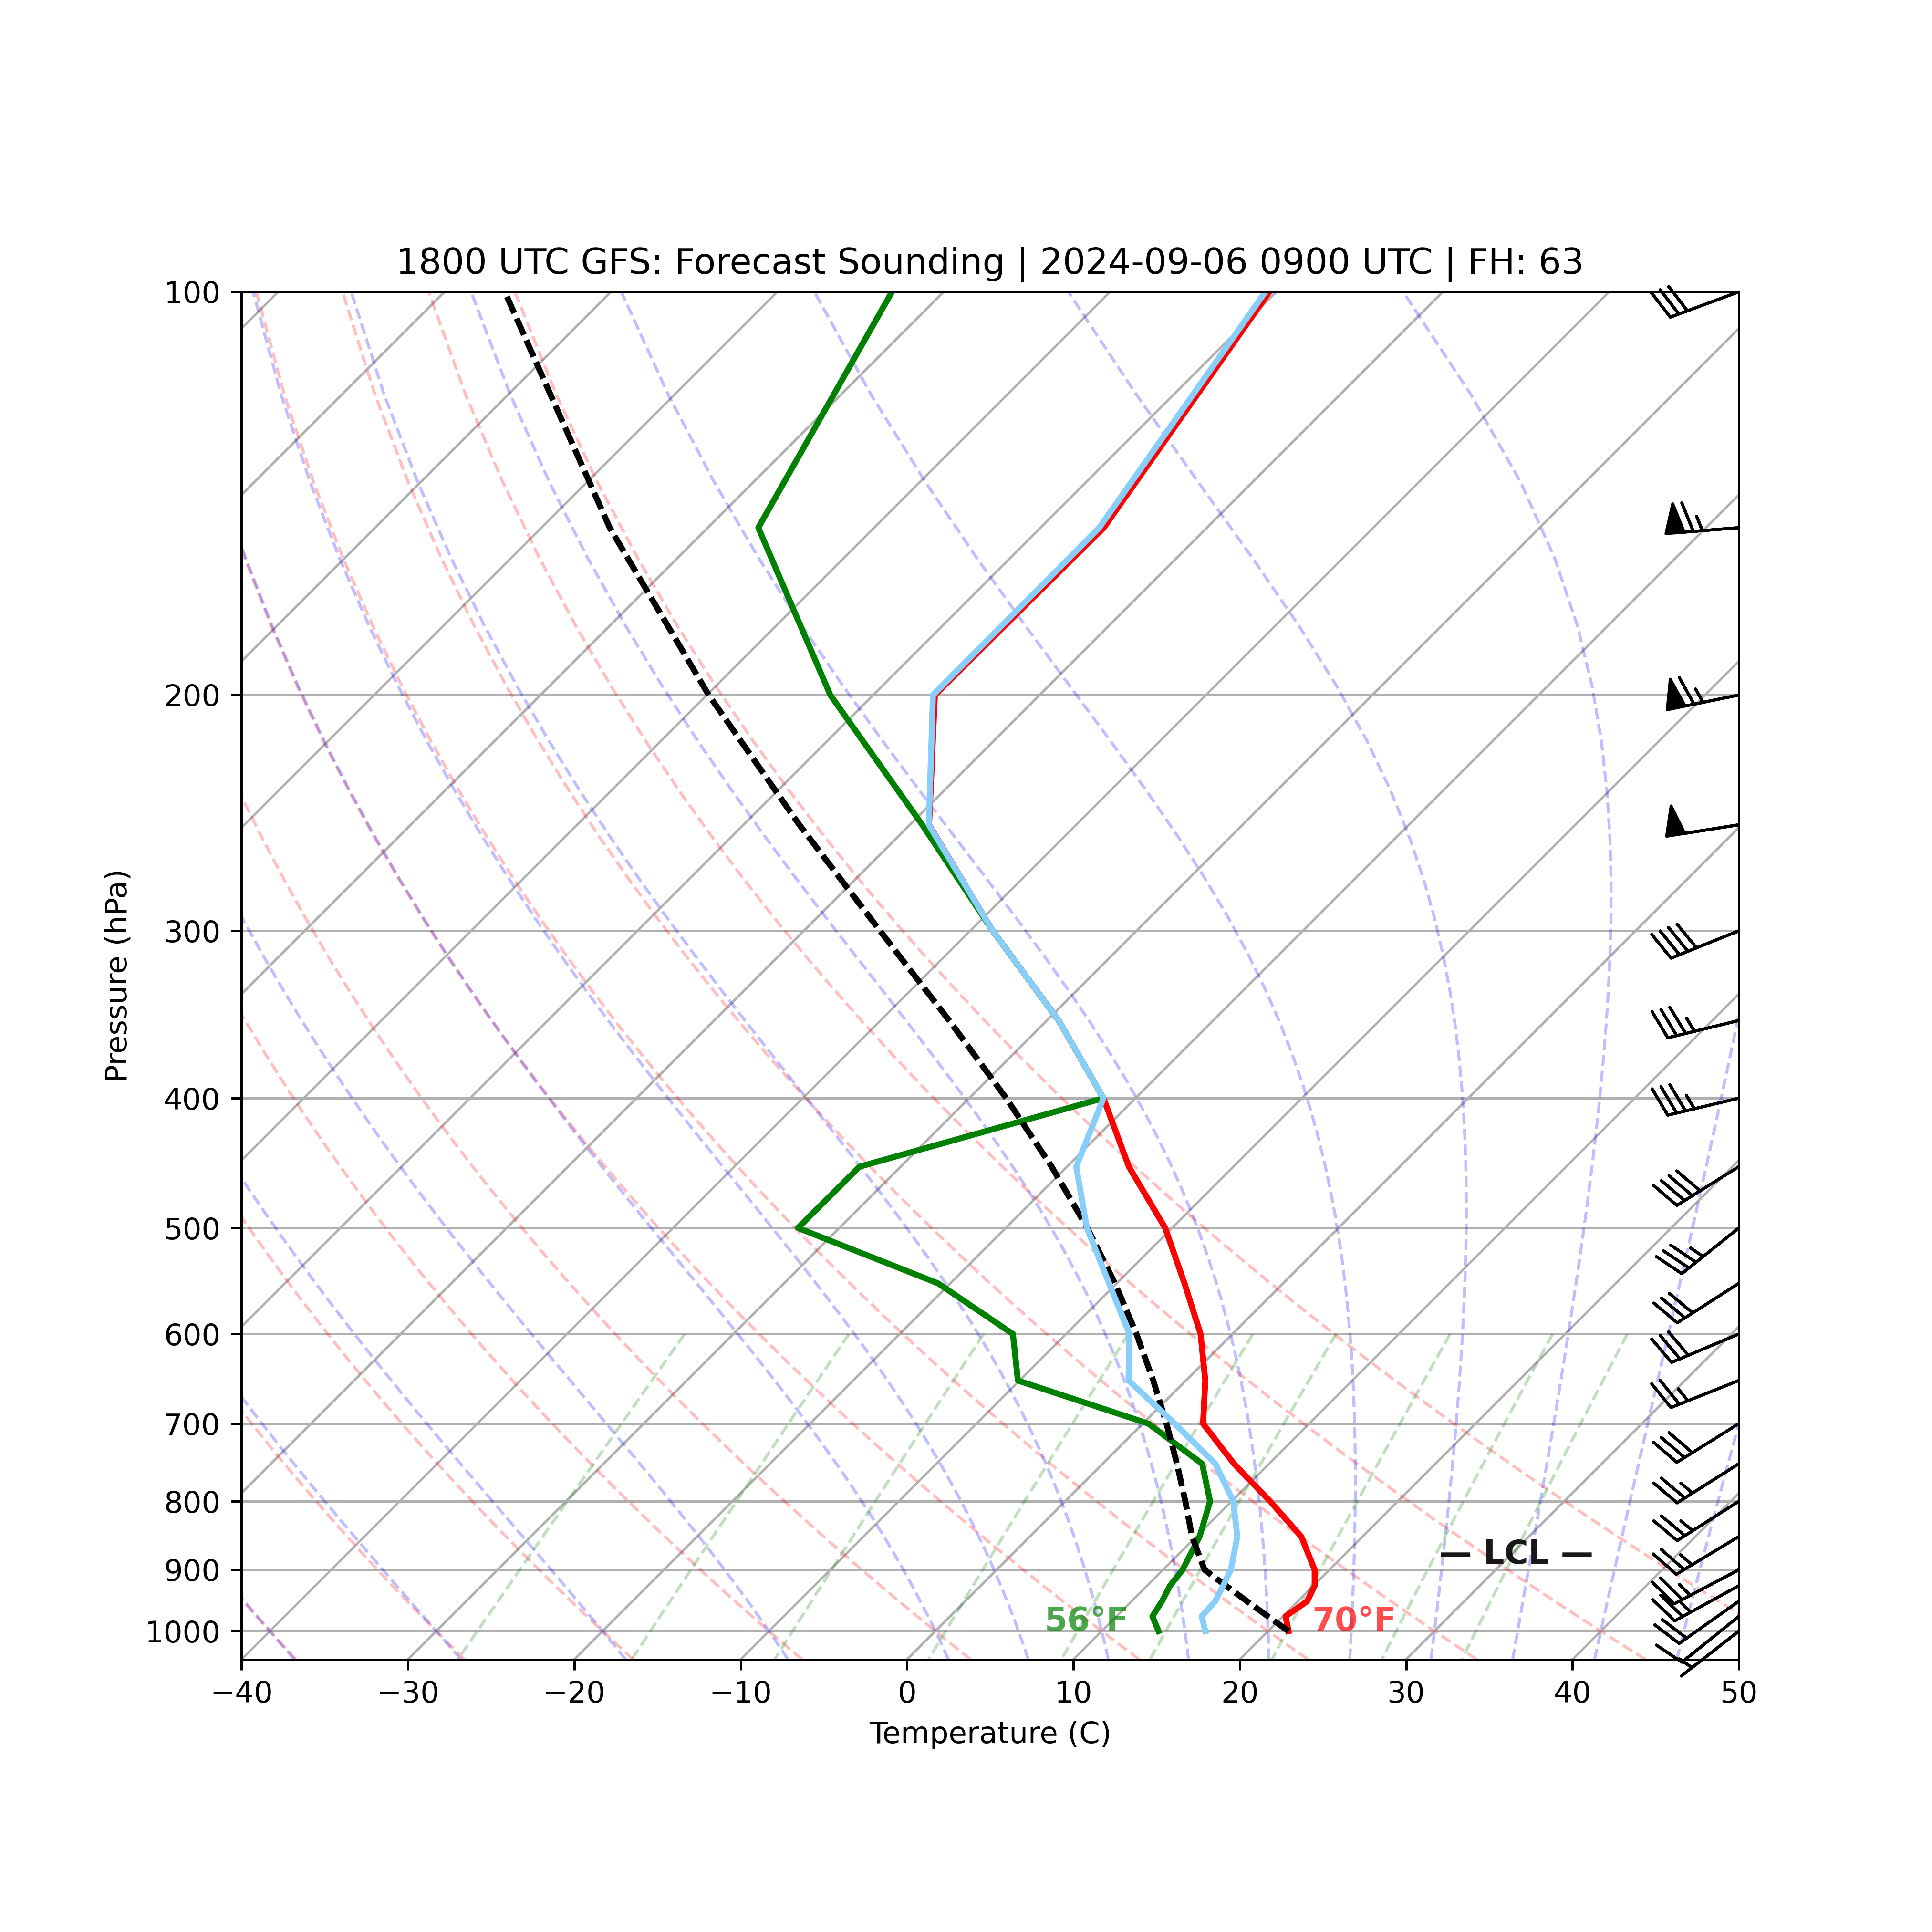 1800 UTC GFS: Forecast Sounding | 2024-09-06 0900 UTC | FH: 63
100
200
300
400
500
600
700
800
900
1000
Pressure (hPa)
— LCL —
56°F
70°F
−40 −30 −20 −10 0 10 20 30 40 50
Temperature (C)